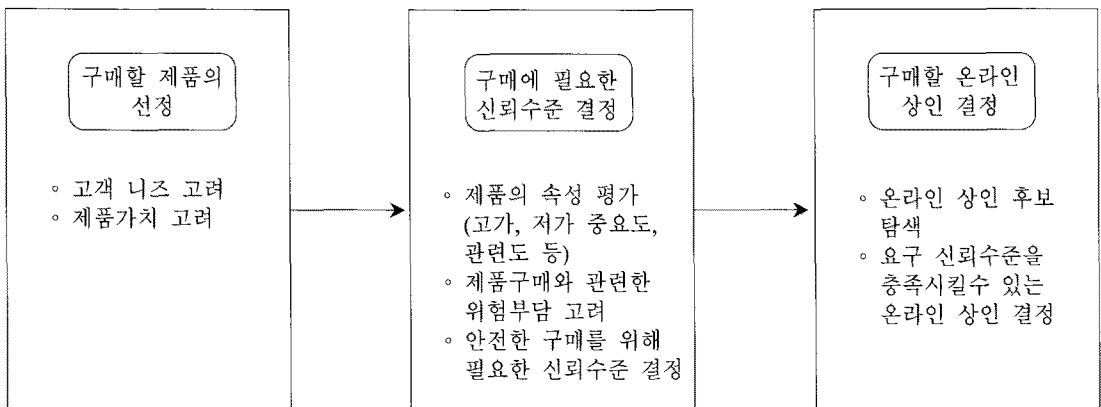 구매할 제품의
선정
◦ 고객 니즈 고려
◦ 제품가치 고려
구매에 필요한
신뢰수준 결정
◦ 제품의 속성 평가
(고가, 저가 중요도,
관련도 등)
◦ 제품구매와 관련한
위험부담 고려
◦ 안전한 구매를 위해
필요한 신뢰수준 결정
구매할 온라인
상인 결정
◦ 온라인 상인 후보
탐색
◦ 요구 신뢰수준을
충족시킬수 있는
온라인 상인 결정